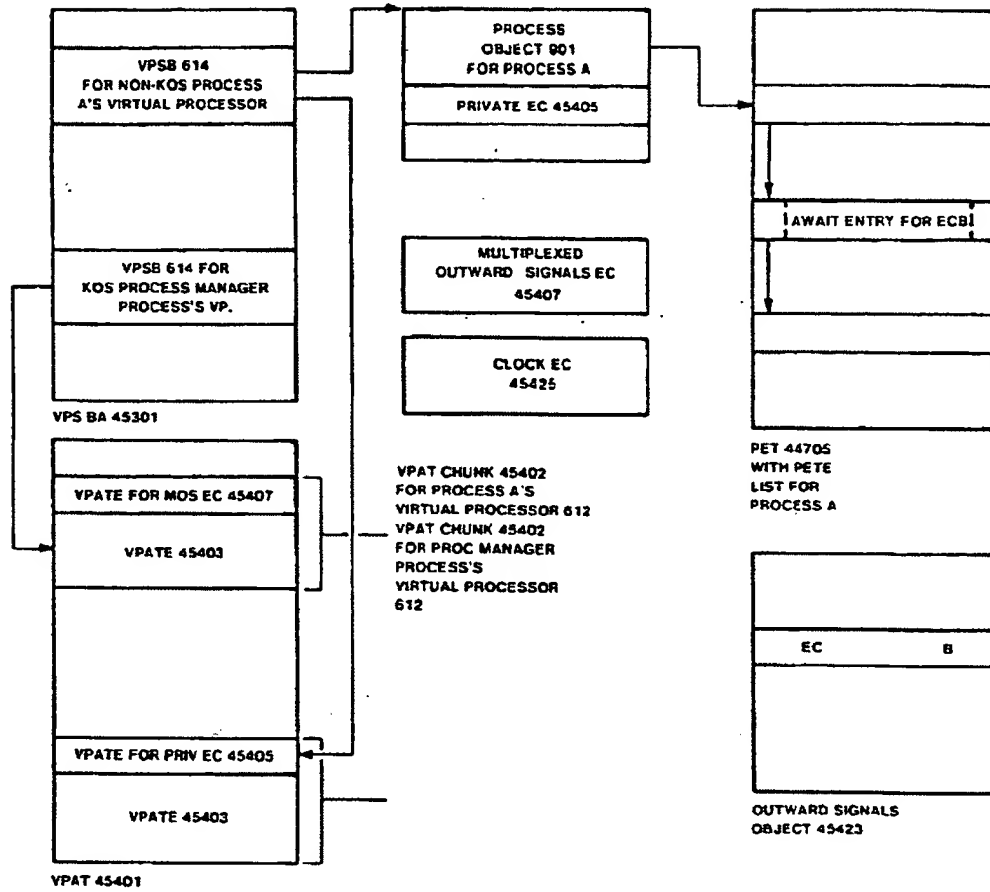 VPSB 614
FOR NON-KOS PROCESS
A'S VIRTUAL PROCESSOR
VPSB 614 FOR
KOS PROCESS MANAGER
PROCESS'S VP.
VPS BA 45301
PROCESS
OBJECT 901
FOR PROCESS A
PRIVATE EC 45405
MULTIPLEXED
OUTWARD SIGNALS EC
45407
CLOCK EC
45425
AWAIT ENTRY FOR ECB
PET 44705
WITH PETE
LIST FOR
PROCESS A
VPATE FOR MOS EC 45407
VPATE 45403
VPATE FOR PRIV EC 45405
VPATE 45403
VPAT 45401
VPAT CHUNK 45402
FOR PROCESS A'S
VIRTUAL PROCESSOR 612
VPAT CHUNK 45402
FOR PROC MANAGER
PROCESS'S
VIRTUAL PROCESSOR
612
EC B
OUTWARD SIGNALS
OBJECT 45423